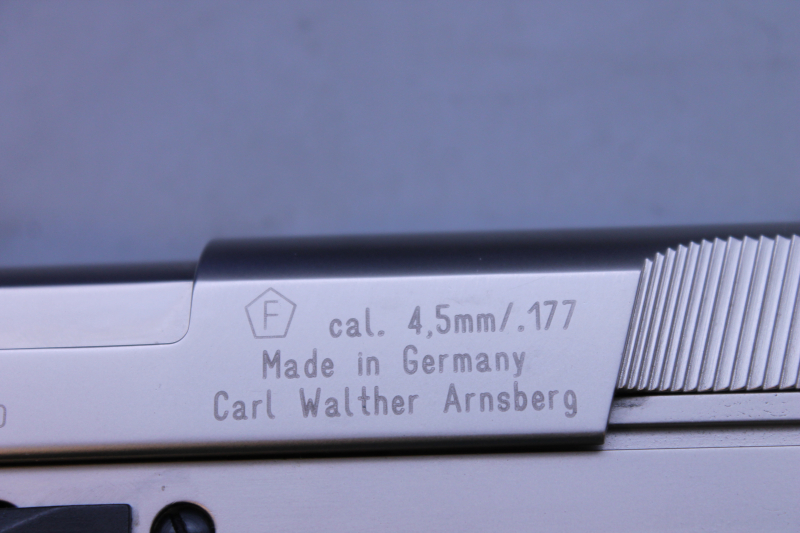 F cal. 4,5mm/.177
Made in Germany
Carl Walther Arnsberg